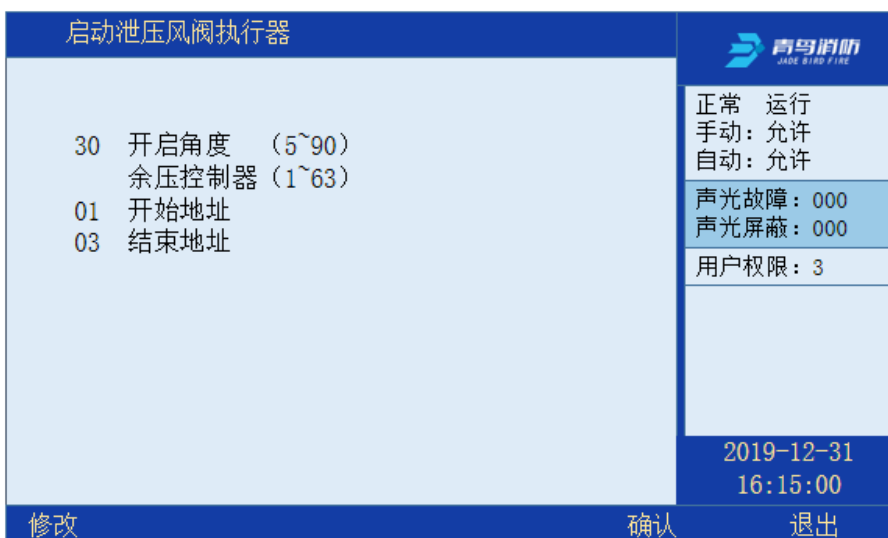 启动泄压风阀执行器
30 开启角度 （5~90）
余压控制器（1~63）
01 开始地址
03 结束地址
青鸟消防
JADE BIRD FIRE
正常 运行
手动：允许
自动：允许
声光故障：000
声光屏蔽：000
用户权限：3
2019-12-31
16:15:00
修改 确认 退出